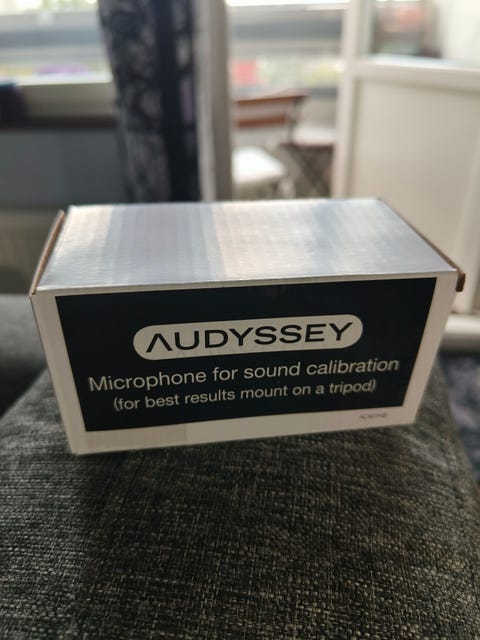 AUDYSSEY
Microphone for sound calibration
(for best results mount on a tripod)